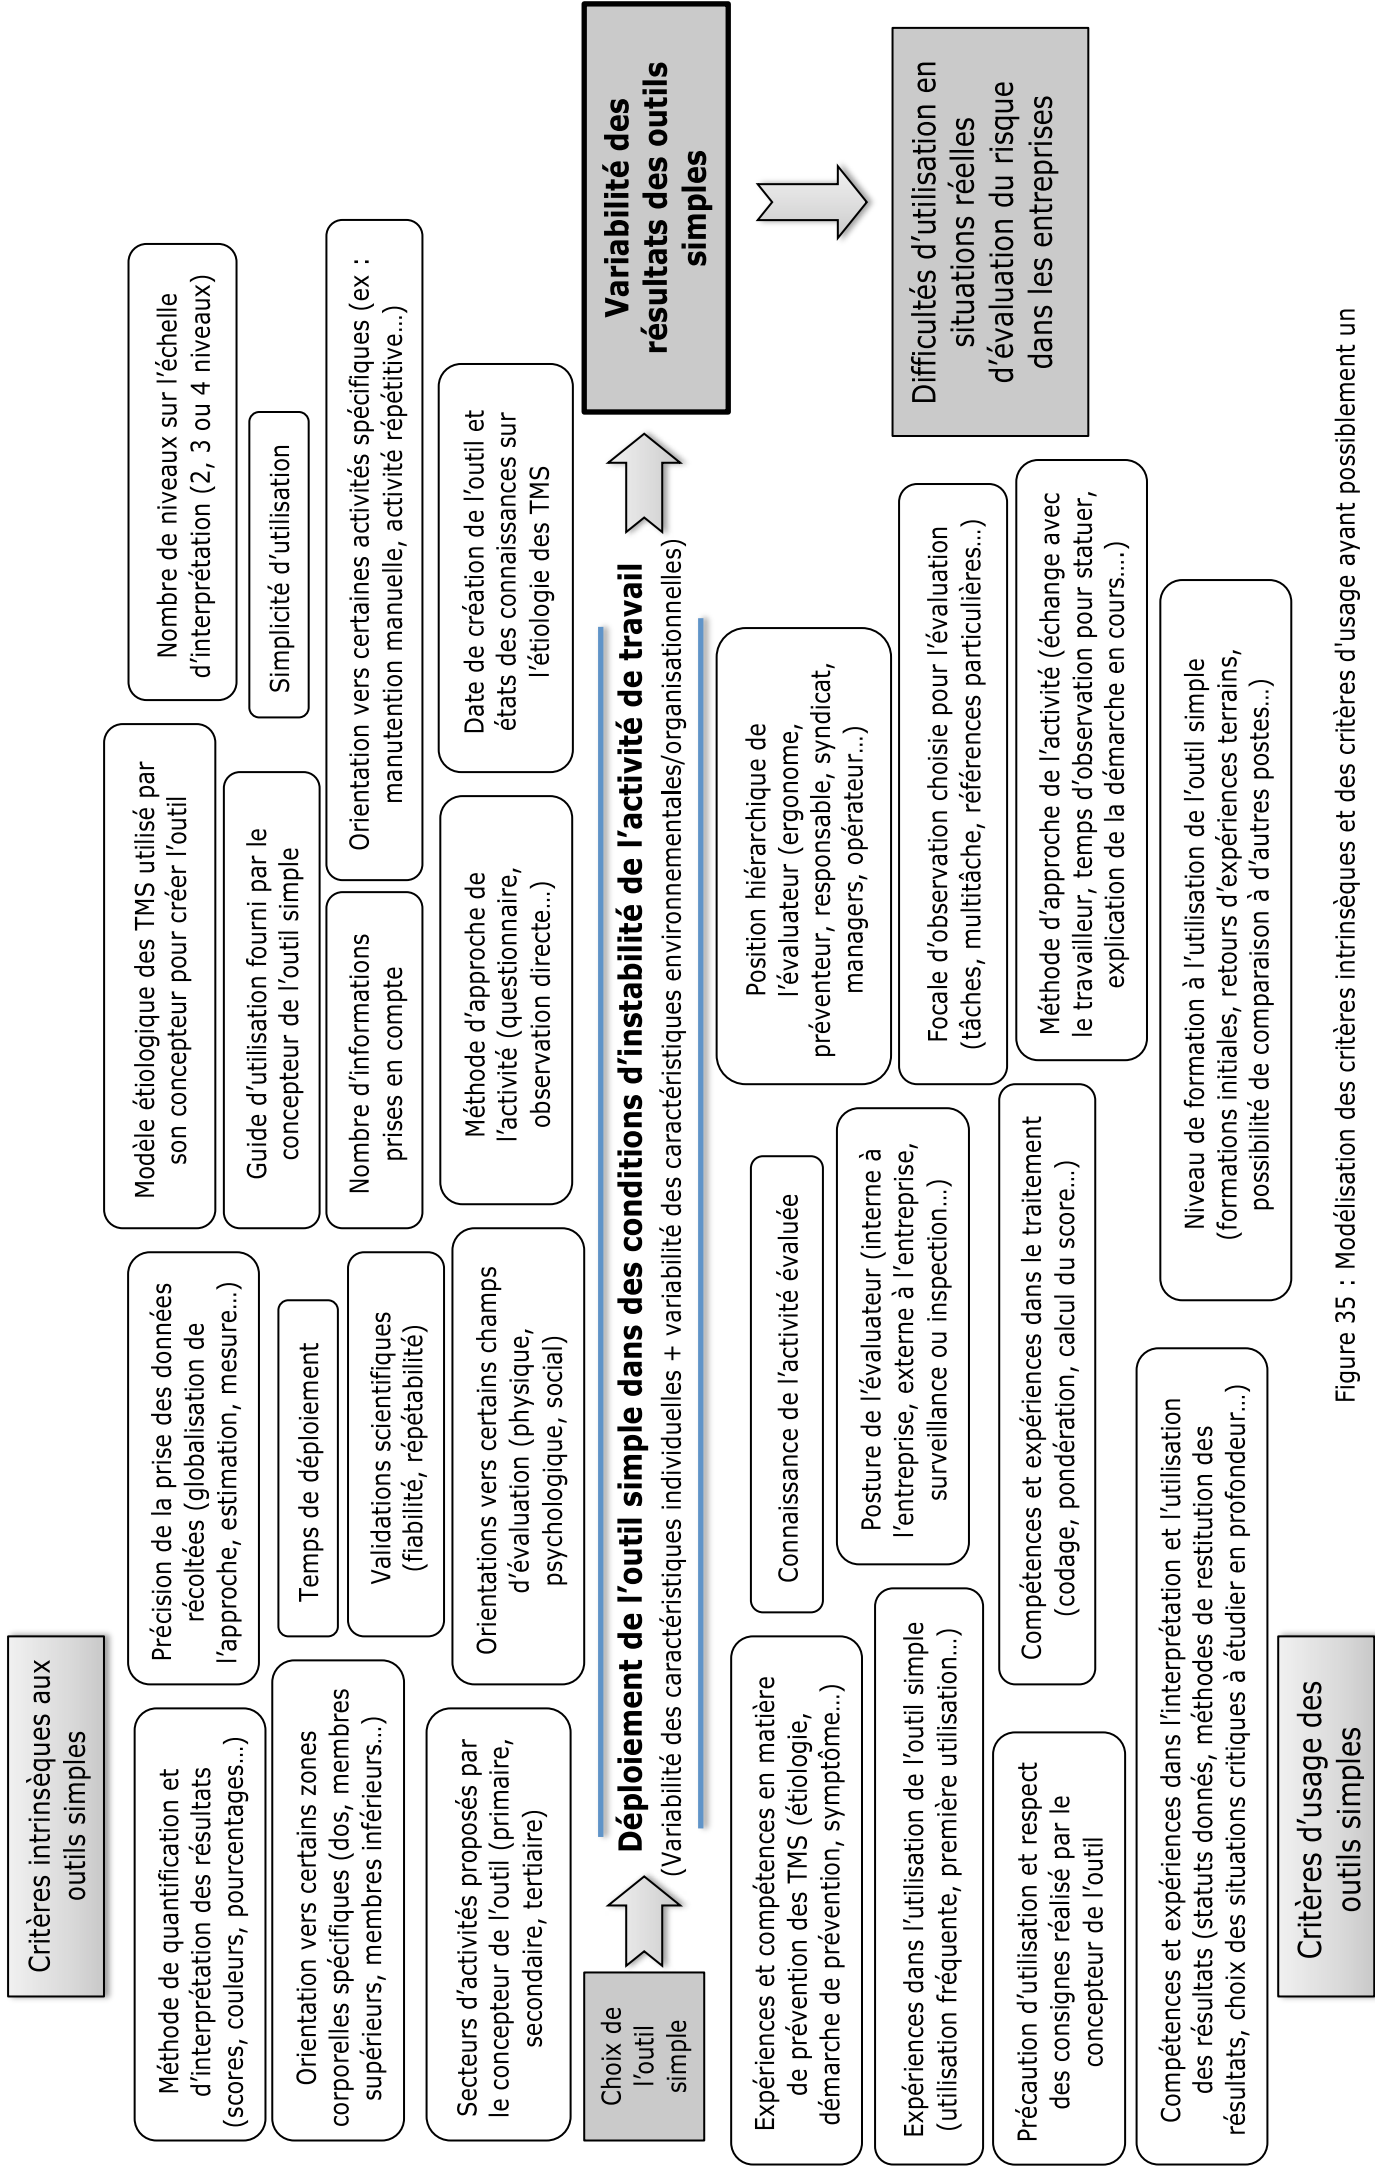 Critères intrinsèques aux
outils simples
Méthode de quantification et
d’interprétation des résultats
(scores, couleurs, pourcentages…)
Précision de la prise des données
récoltées (globalisation de
l’approche, estimation, mesure…)
Modèle étiologique des TMS utilisé par
son concepteur pour créer l’outil
Nombre de niveaux sur l’échelle
d’interprétation (2, 3 ou 4 niveaux)
Orientation vers certains zones
corporelles spécifiques (dos, membres
supérieurs, membres inférieurs…)
Temps de déploiement
Guide d’utilisation fourni par le
concepteur de l’outil simple
Simplicité d’utilisation
Validations scientifiques
(fiabilité, répétabilité)
Nombre d’informations
prises en compte
Orientation vers certaines activités spécifiques (ex :
manutention manuelle, activité répétitive…)
Secteurs d’activités proposés par
le concepteur de l’outil (primaire,
secondaire, tertiaire)
Orientations vers certains champs
d’évaluation (physique,
psychologique, social)
Méthode d’approche de
l’activité (questionnaire,
observation directe…)
Date de création de l’outil et
états des connaissances sur
l’étiologie des TMS
Choix de
l’outil
simple
Déploiement de l’outil simple dans des conditions d’instabilité de l’activité de travail
(Variabilité des caractéristiques individuelles + variabilité des caractéristiques environnementales/organisationnelles)
Variabilité des
résultats des outils
simples
Expériences et compétences en matière
de prévention des TMS (étiologie,
démarche de prévention, symptôme…)
Connaissance de l’activité évaluée
Position hiérarchique de
l’évaluateur (ergonome,
préventeur, responsable, syndicat,
managers, opérateur…)
Posture de l’évaluateur (interne à
l’entreprise, externe à l’entreprise,
surveillance ou inspection…)
Expériences dans l’utilisation de l’outil simple
(utilisation fréquente, première utilisation…)
Focale d’observation choisie pour l’évaluation
(tâches, multitâche, références particulières…)
Difficultés d’utilisation en
situations réelles
d’évaluation du risque
dans les entreprises
Précaution d’utilisation et respect
des consignes réalisé par le
concepteur de l’outil
Compétences et expériences dans le traitement
(codage, pondération, calcul du score…)
Méthode d’approche de l’activité (échange avec
le travailleur, temps d’observation pour statuer,
explication de la démarche en cours….)
Compétences et expériences dans l’interprétation et l’utilisation
des résultats (statuts donnés, méthodes de restitution des
résultats, choix des situations critiques à étudier en profondeur…)
Niveau de formation à l’utilisation de l’outil simple
(formations initiales, retours d’expériences terrains,
possibilité de comparaison à d’autres postes…)
Critères d’usage des
outils simples
Figure 35 : Modélisation des critères intrinsèques et des critères d'usage ayant possiblement un